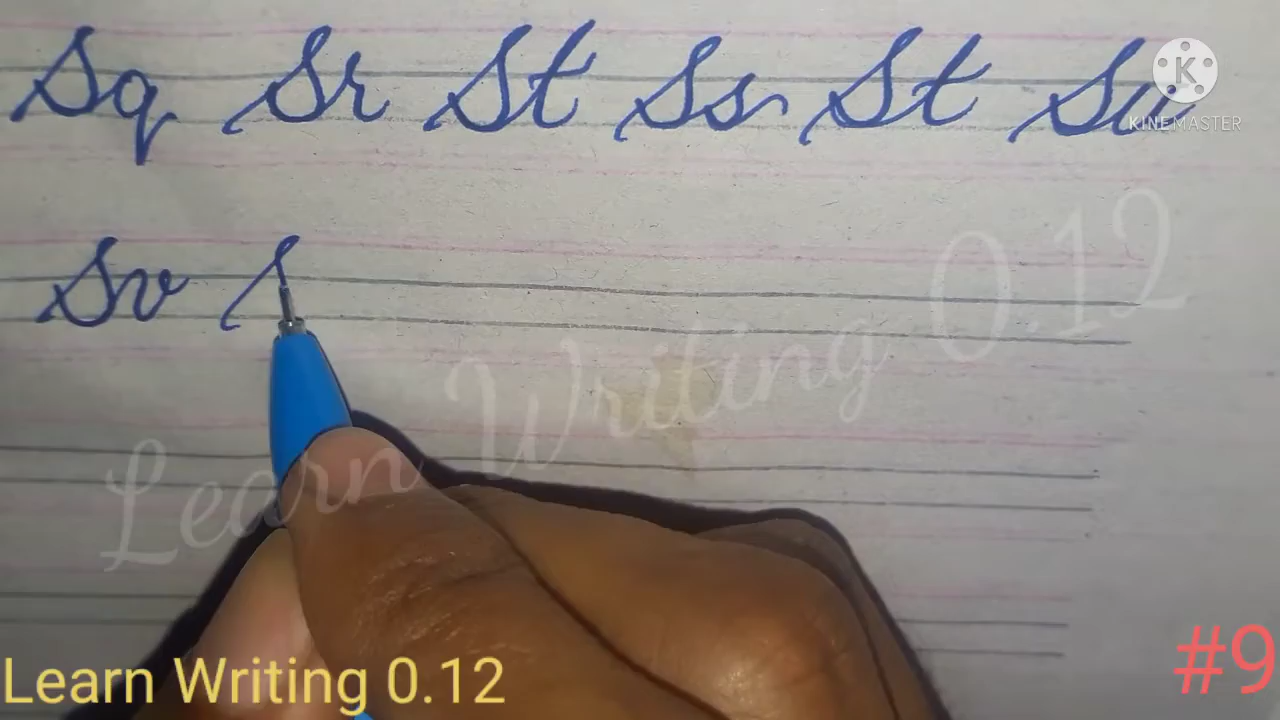 Sq Sr St Ss St Su
KINEMASTER
Sv S
Learn Writing 0.12
Learn Writing 0.12
#9